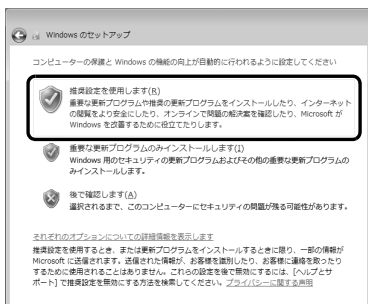 Windows のセットアップ
コンピューターの保護と Windows の機能の向上が自動的に行われるように設定してください
推奨設定を使用します(R)
重要な更新プログラムや推奨の更新プログラムをインストールしたり、インターネット
の閲覧をより安全にしたり、オンラインで問題の解決策を確認したり、Microsoft が
Windows を改善するために役立てたりします。
重要な更新プログラムのみインストールします(I)
Windows 用のセキュリティの更新プログラムおよびその他の重要な更新プログラムの
みインストールします。
後で確認します(A)
選択されるまで、このコンピューターにセキュリティの問題が残る可能性があります。
それぞれのオプションについての詳細情報を表示します
推奨設定を使用するとき、または更新プログラムをインストールするときに限り、一部の情報が
Microsoft に送信されます。送信された情報が、お客様を識別したり、お客様に連絡を取ったり
するために使用されることはありません。これらの設定を後で無効にするには、[ヘルプとサ
ポート] で推奨設定を無効にする方法を検索してください。プライバシーに関する声明